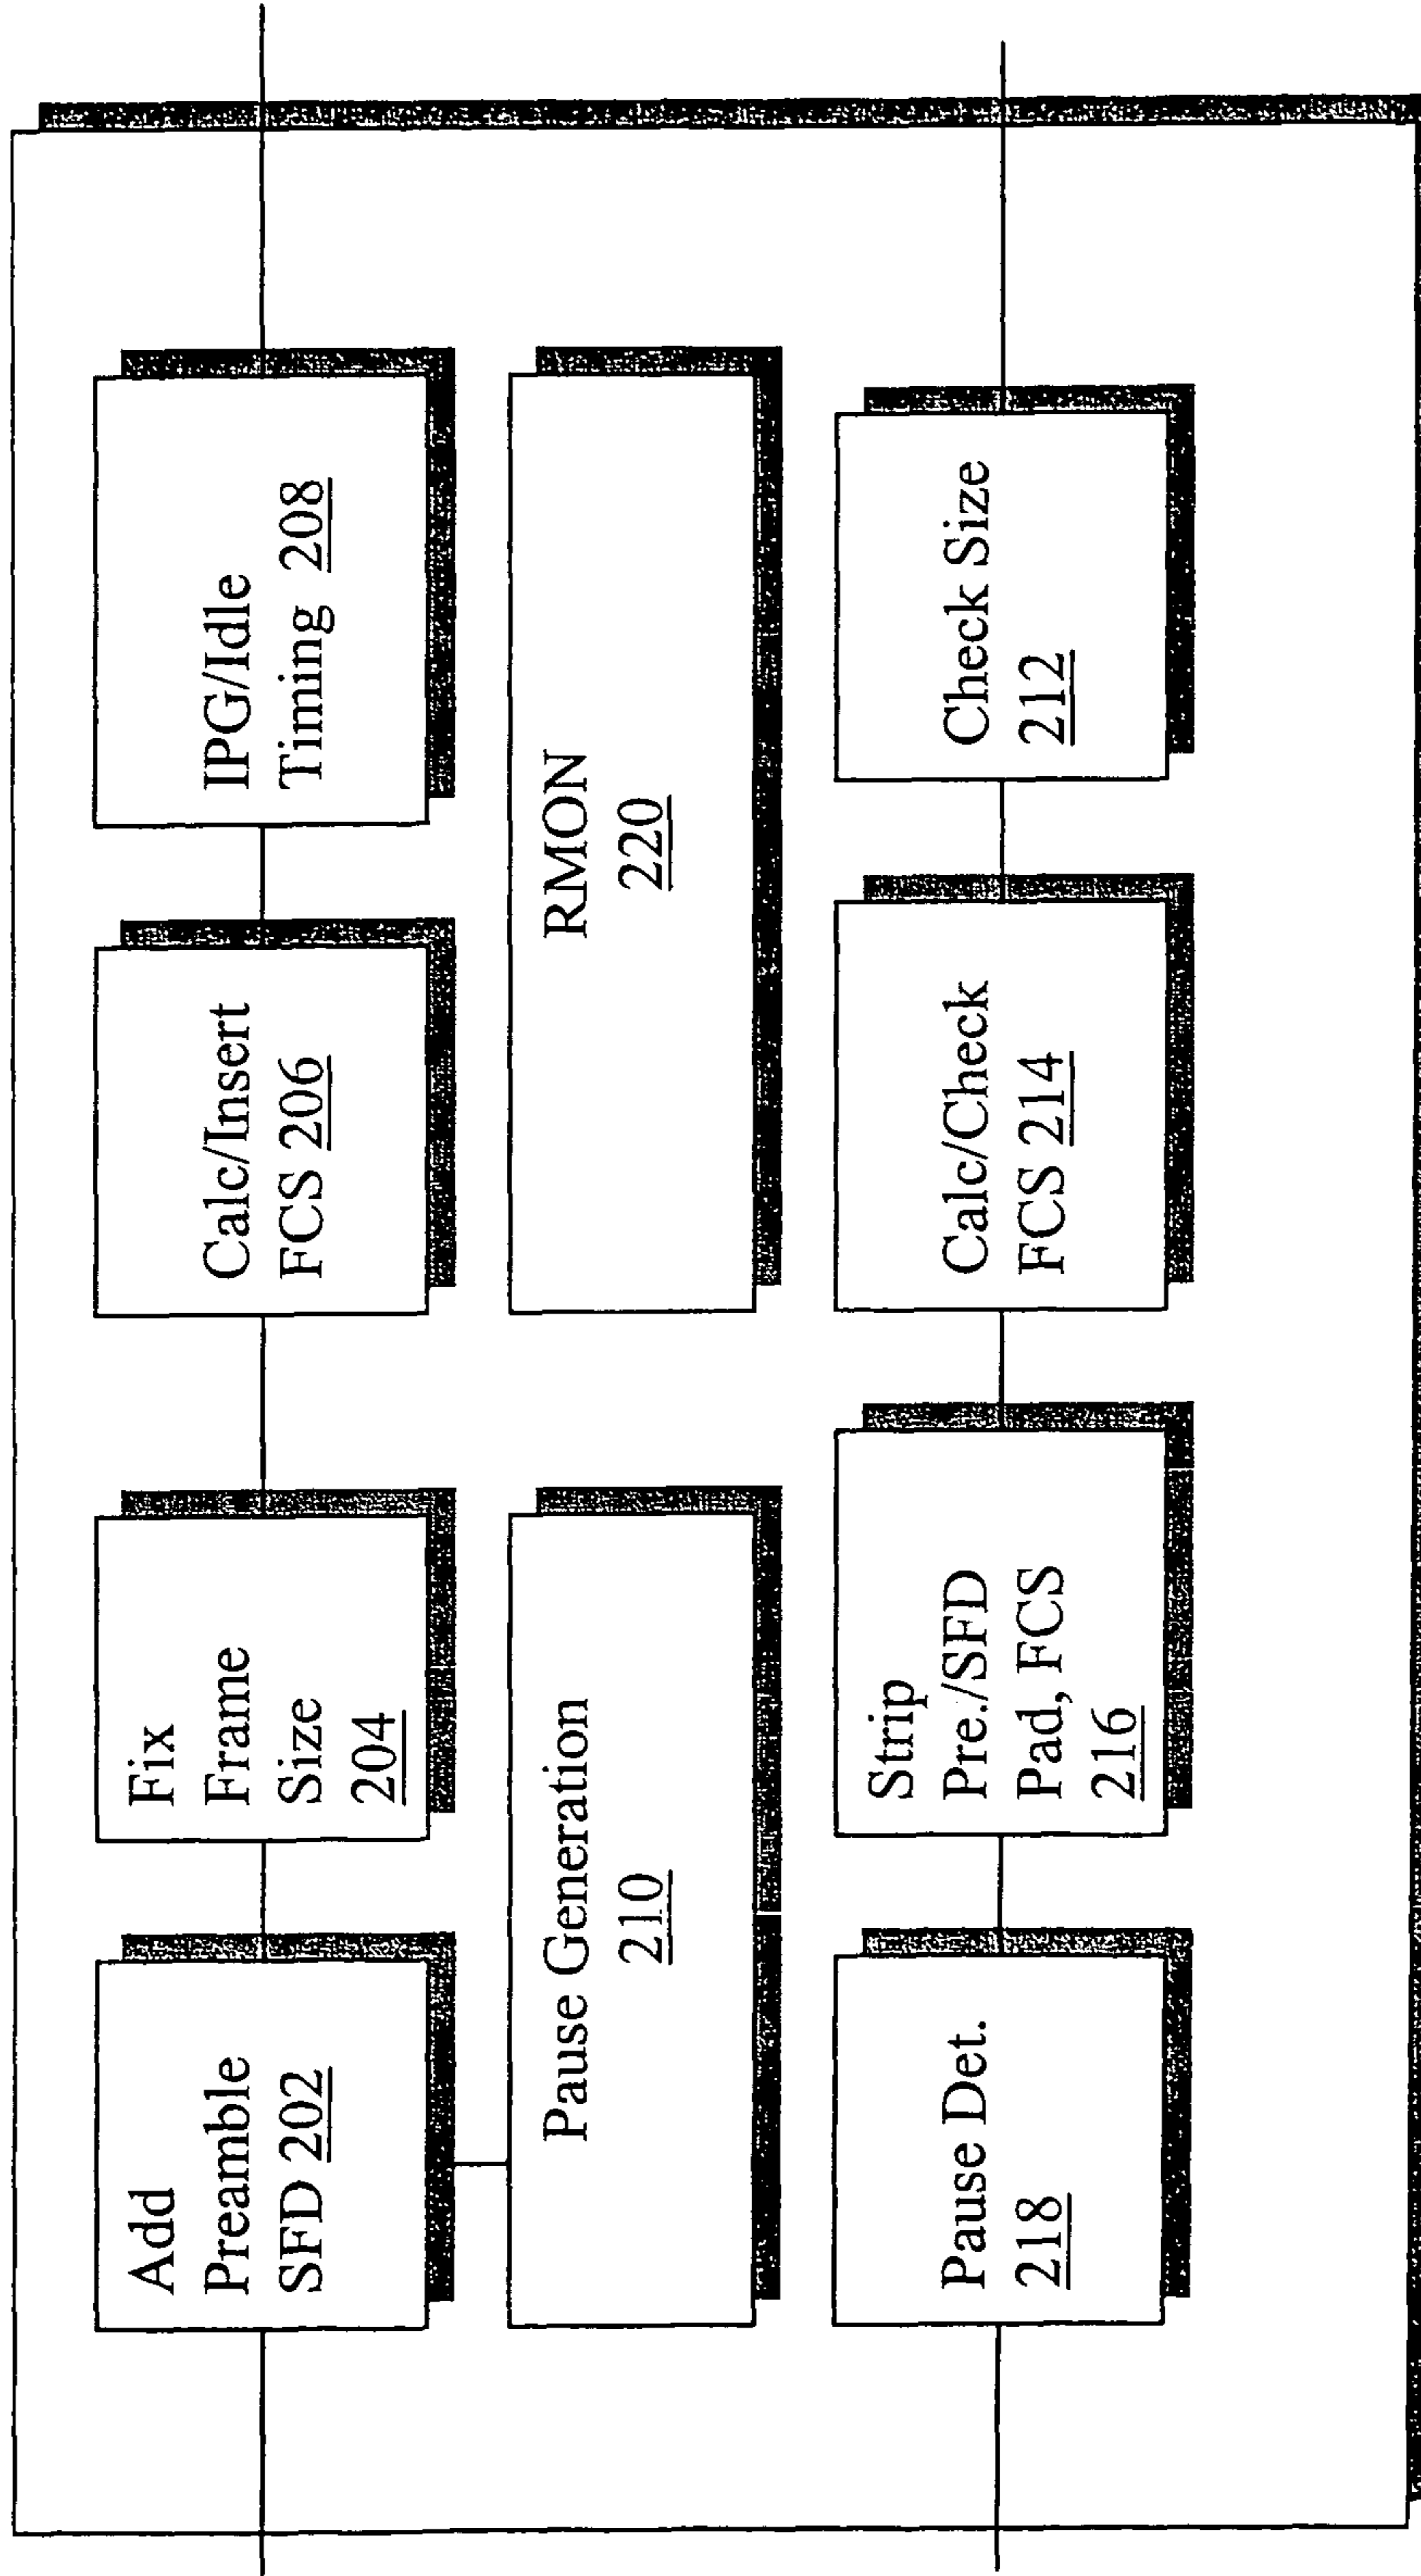 Add
Preamble
SFD 202
Fix
Frame
Size
204
Calc/Insert
FCS 206
IPG/Idle
Timing 208
Pause Generation
210
RMON
220
Pause Det.
218
Strip
Pre./SFD
Pad, FCS
216
Calc/Check
FCS 214
Check Size
212